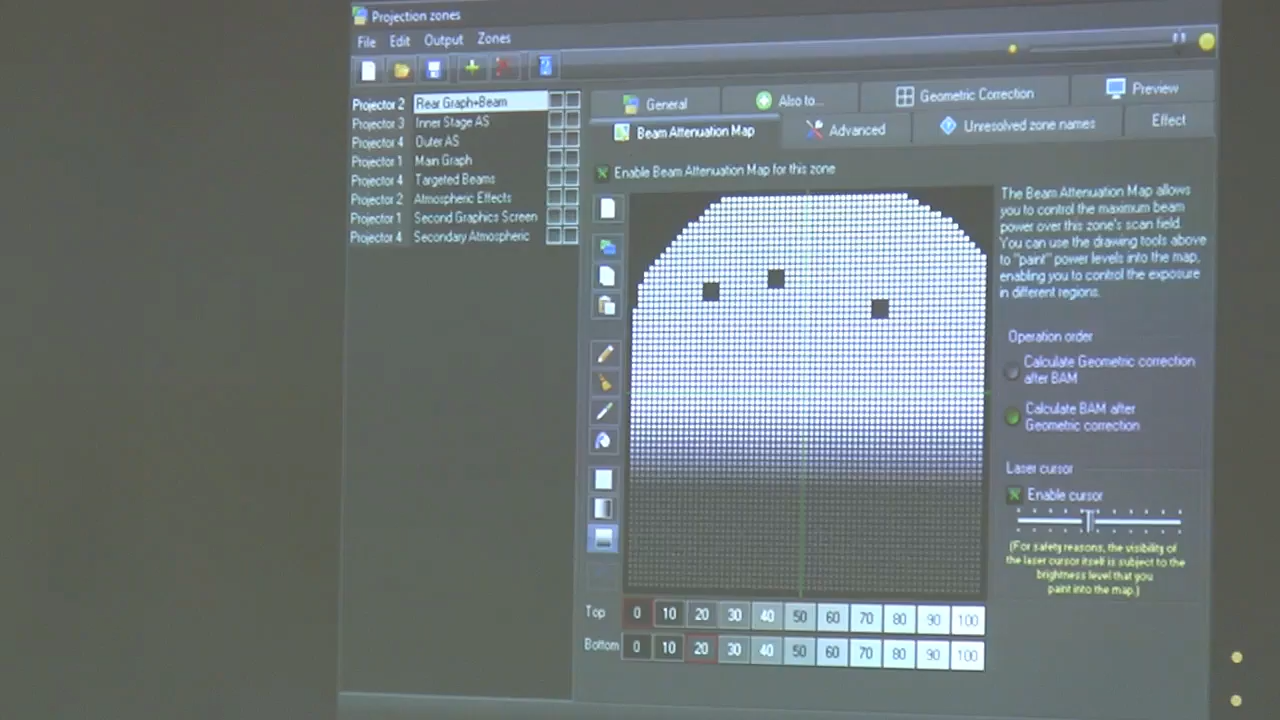 Projection zones
File Edit Output Zones
Projector 2 Rear Graph+Beam
Projector 3 Inner Stage AS
Projector 4 Outer AS
Projector 1 Main Graph
Projector 4 Targeted Beams
Projector 2 Atmospheric Effects
Projector 1 Second Graphics Screen
Projector 4 Secondary Atmospheric
General Also to... Geometric Correction Preview
Beam Attenuation Map Advanced Unresolved zone names Effect
Enable Beam Attenuation Map for this zone
The Beam Attenuation Map allows
you to control the maximum beam
power over this zone's scan field.
You can use the drawing tools above
to "paint" power levels into the map,
enabling you to control the exposure
in different regions.
Operation order
Calculate Geometric correction
after BAM
Calculate BAM after
Geometric correction
Laser cursor
Enable cursor
(For safety reasons, the visibility of
the laser cursor itself is subject to the
brightness level that you
paint into the map.)
Top 0 10 20 30 40 50 60 70 80 90 100
Bottom 0 10 20 30 40 50 60 70 80 90 100